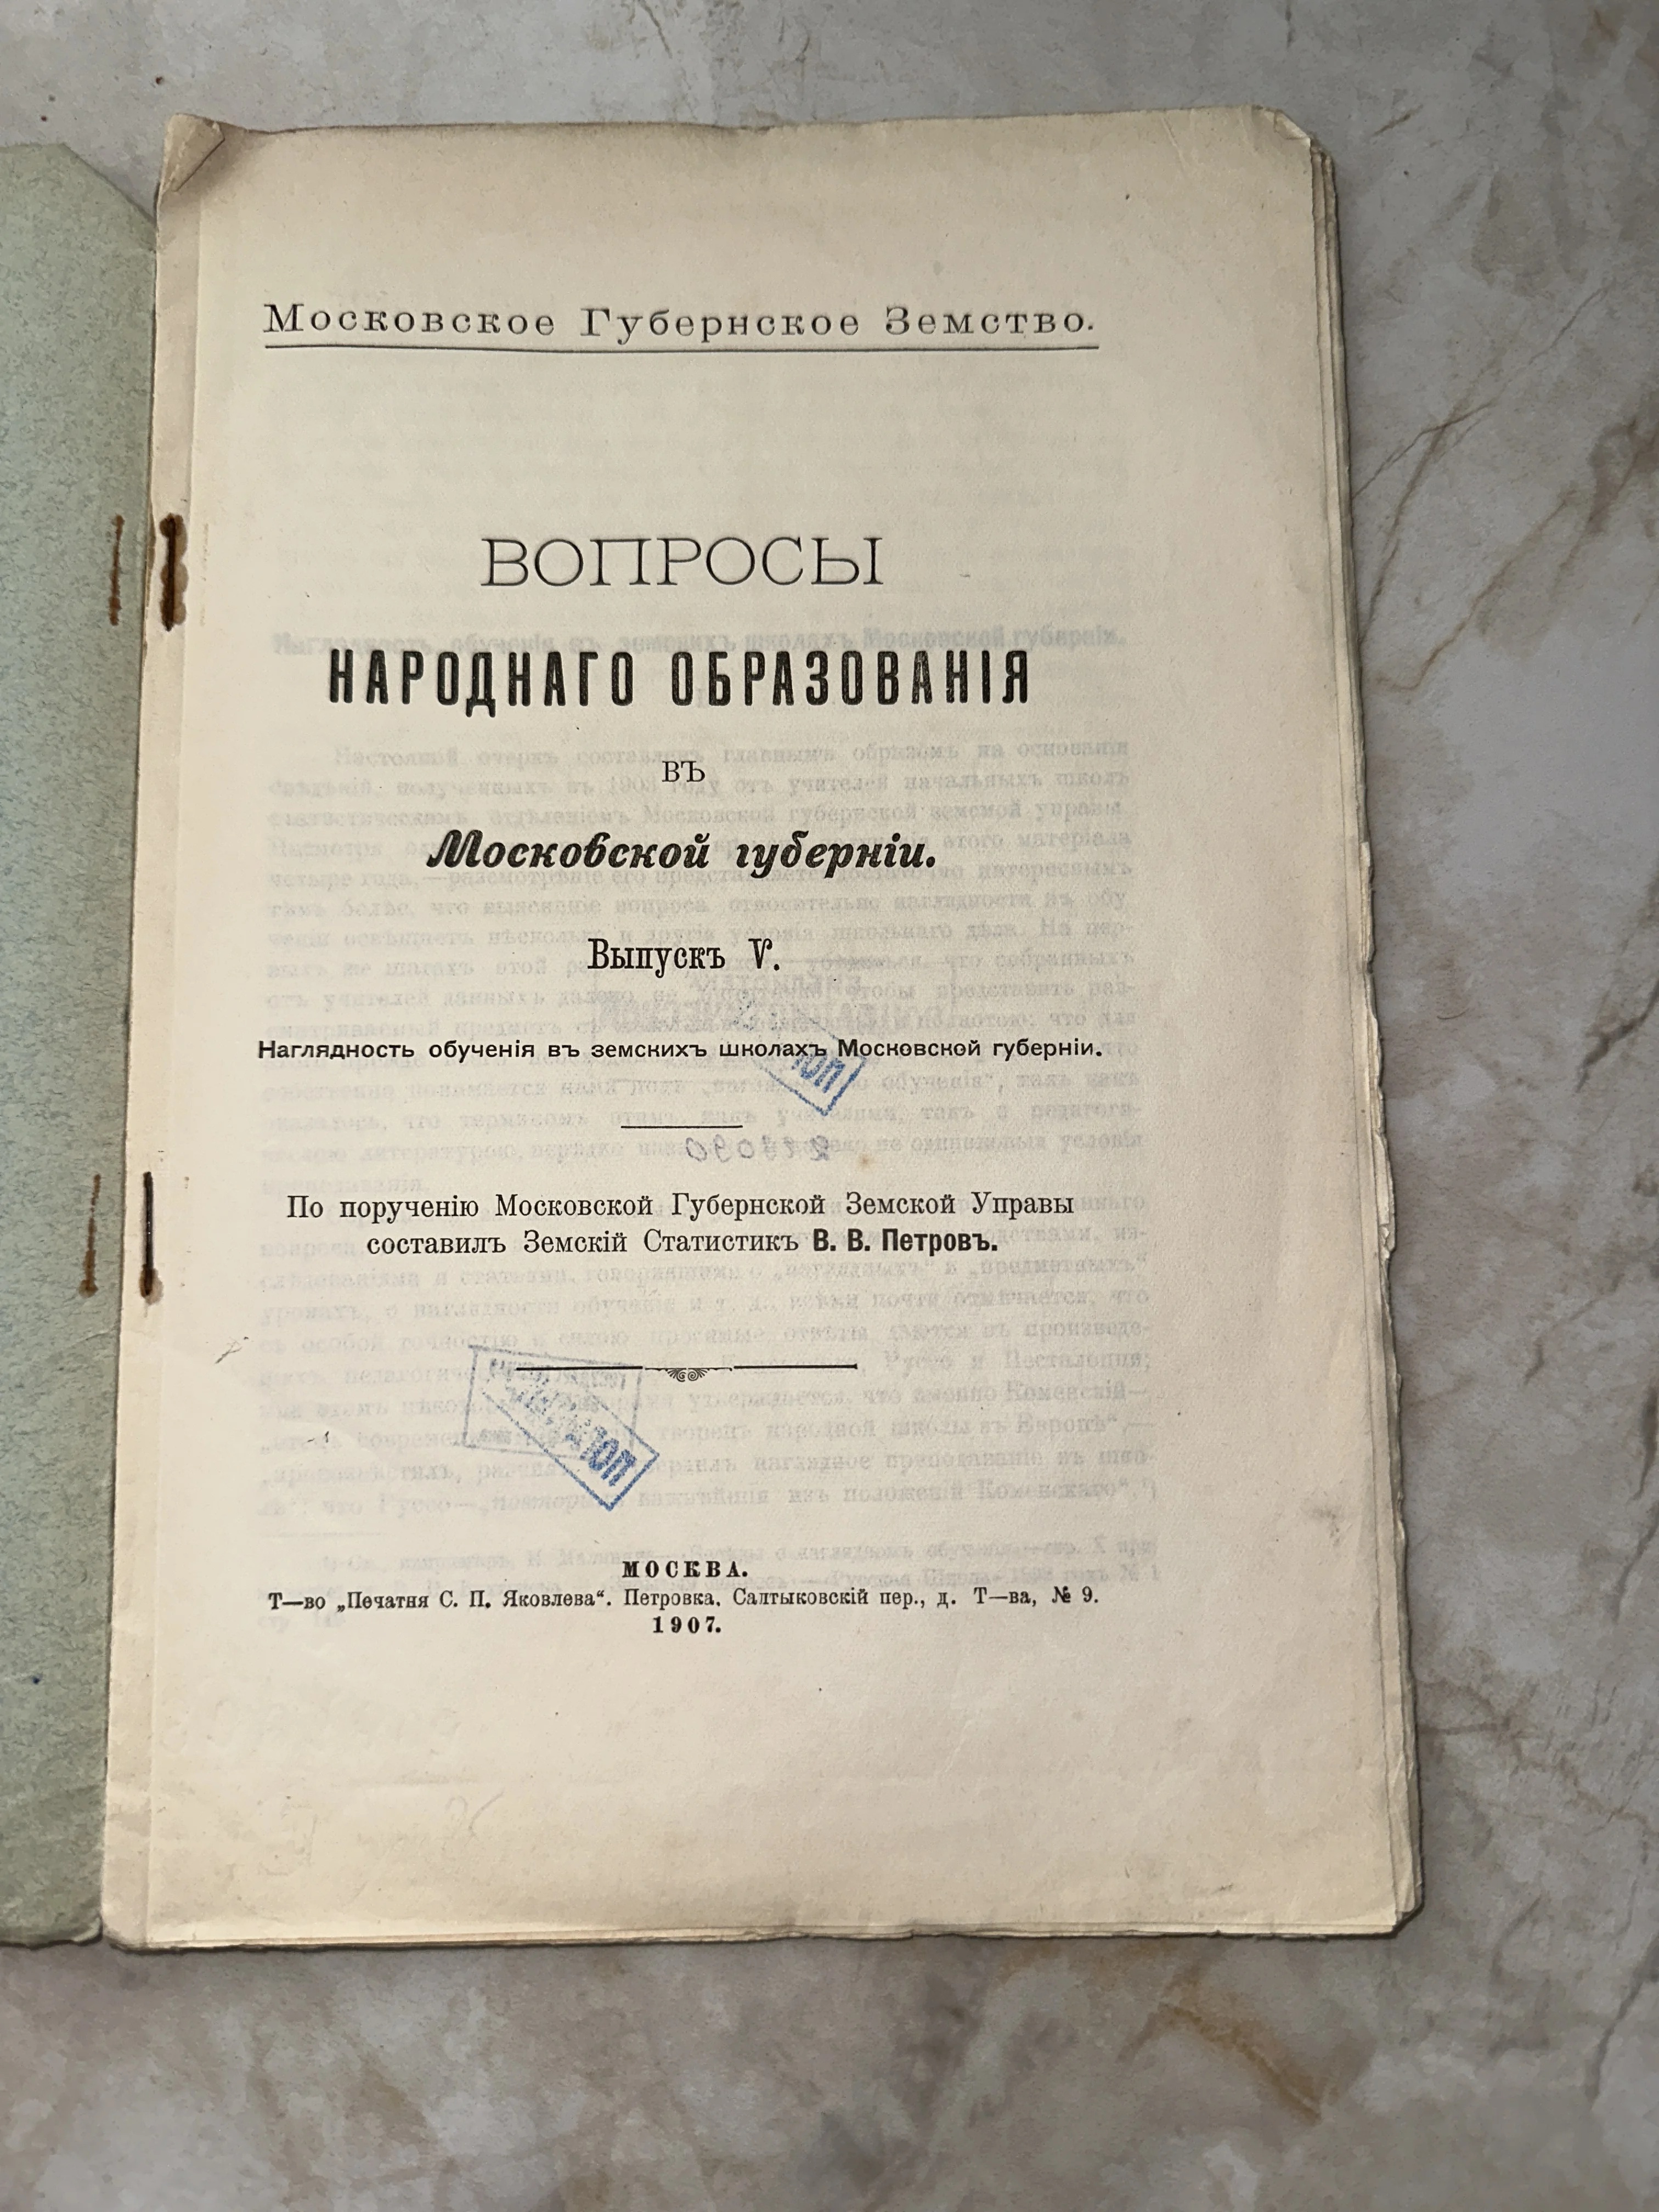 Московское Губернское Земство.
ВОПРОСЫ
НАРОДНАГО ОБРАЗОВАНІЯ
ВЪ
Московской губерніи.
Выпускъ V.
Наглядность обученія въ земскихъ школахъ Московской губерніи.
По порученію Московской Губернской Земской Управы
составилъ Земскій Статистикъ В. В. Петровъ.
МОСКВА.
Т—во „Печатня С. П. Яковлева“. Петровка, Салтыковскій пер., д. Т—ва, № 9.
1907.